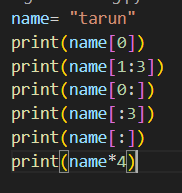 name= "tarun"
print(name[0])
print(name[1:3])
print(name[0:])
print(name[:3])
print(name[:])
print(name*4)